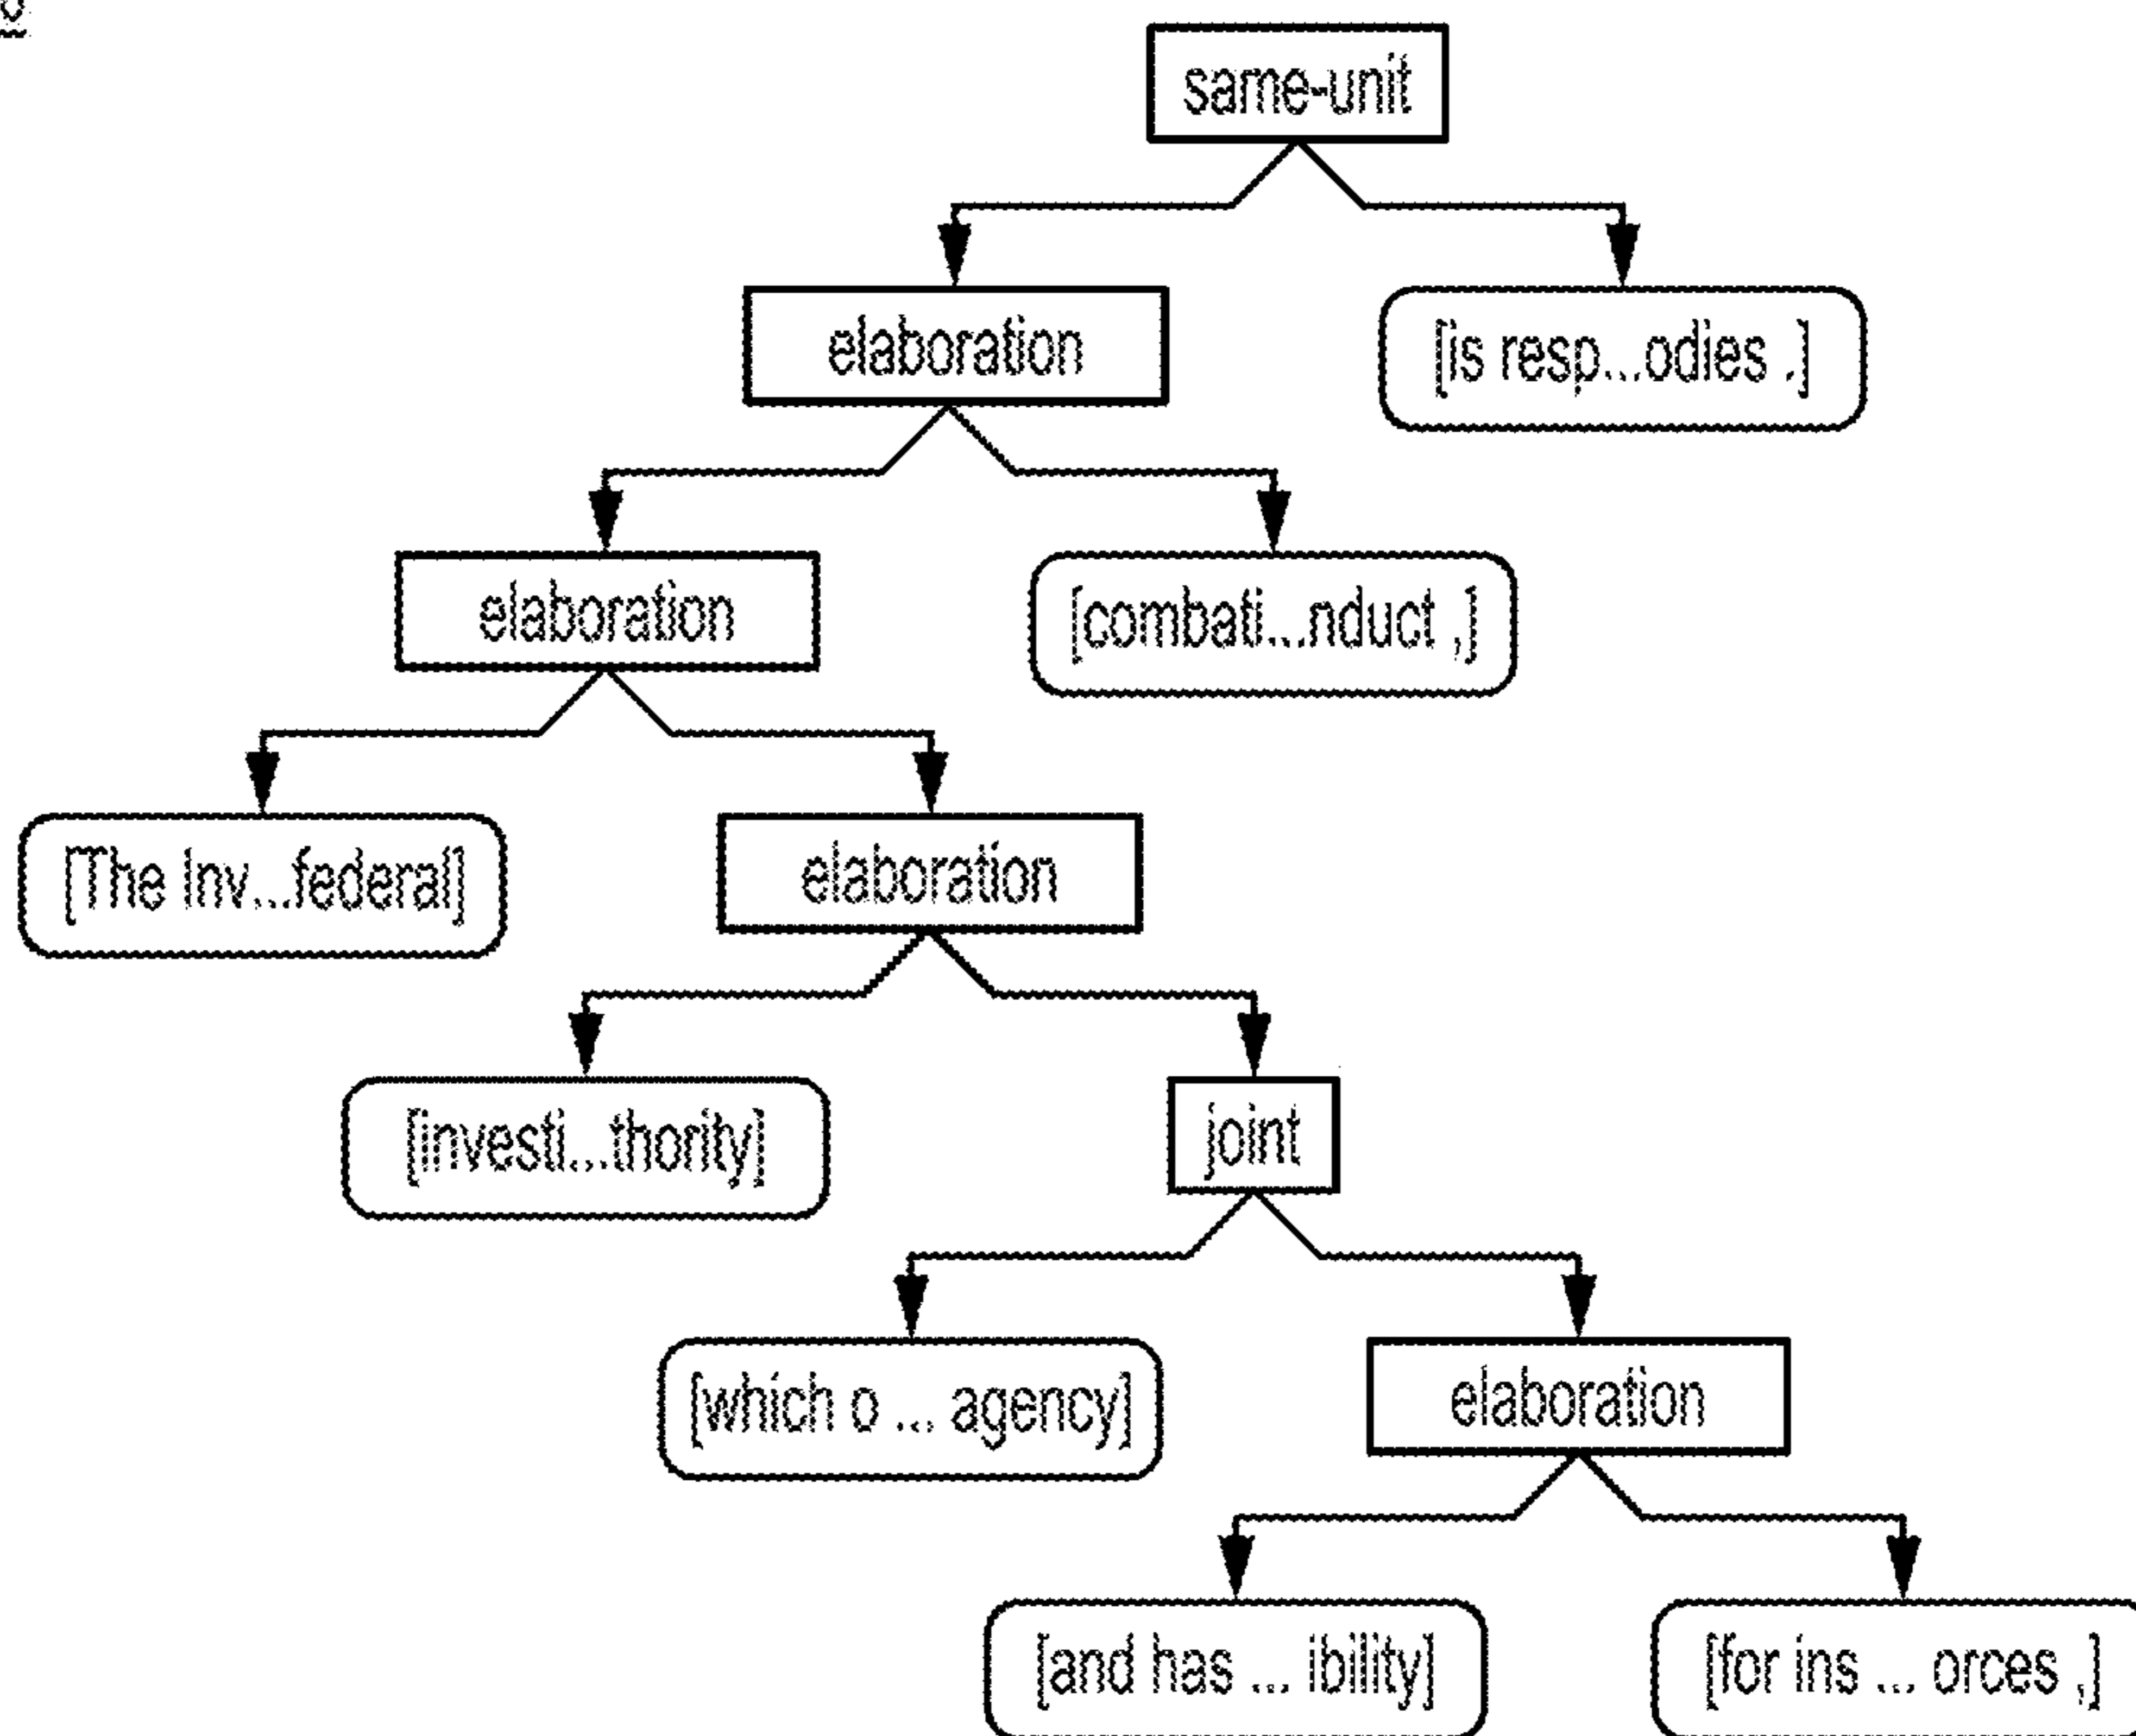 same-unit
elaboration
[is resp...odies .]
elaboration
[combati...nduct ,]
[The Inv...federal]
elaboration
[investi...thority]
joint
[which o ... agency]
elaboration
[and has ... ibility]
[for ins ... orces ,]